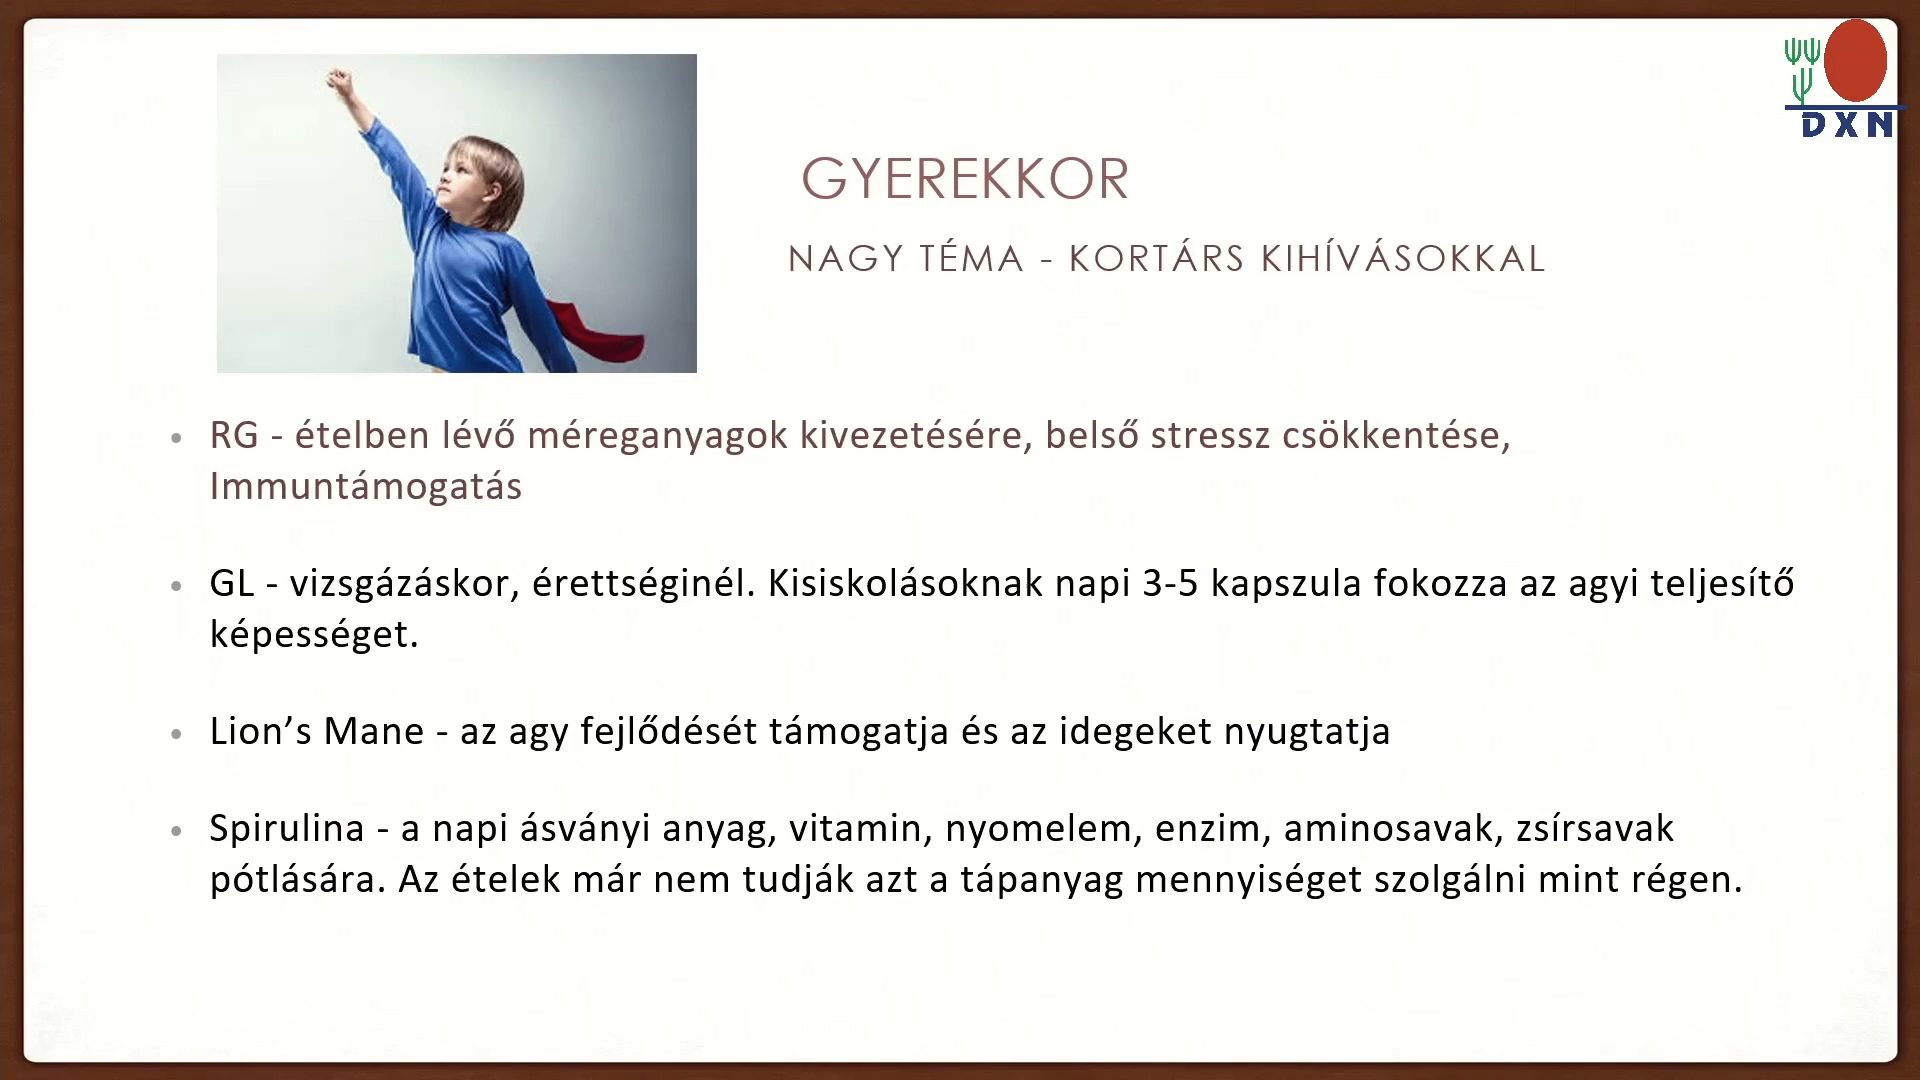 DXN
GYEREKKOR
NAGY TÉMA - KORTÁRS KIHÍVÁSOKKAL
• RG - ételben lévő méreganyagok kivezetésére, belső stressz csökkentése,
Immuntámogatás
• GL - vizsgázáskor, érettséginél. Kisiskolásoknak napi 3-5 kapszula fokozza az agyi teljesítő
képességet.
• Lion’s Mane - az agy fejlődését támogatja és az idegeket nyugtatja
• Spirulina - a napi ásványi anyag, vitamin, nyomelem, enzim, aminosavak, zsírsavak
pótlására. Az ételek már nem tudják azt a tápanyag mennyiséget szolgálni mint régen.